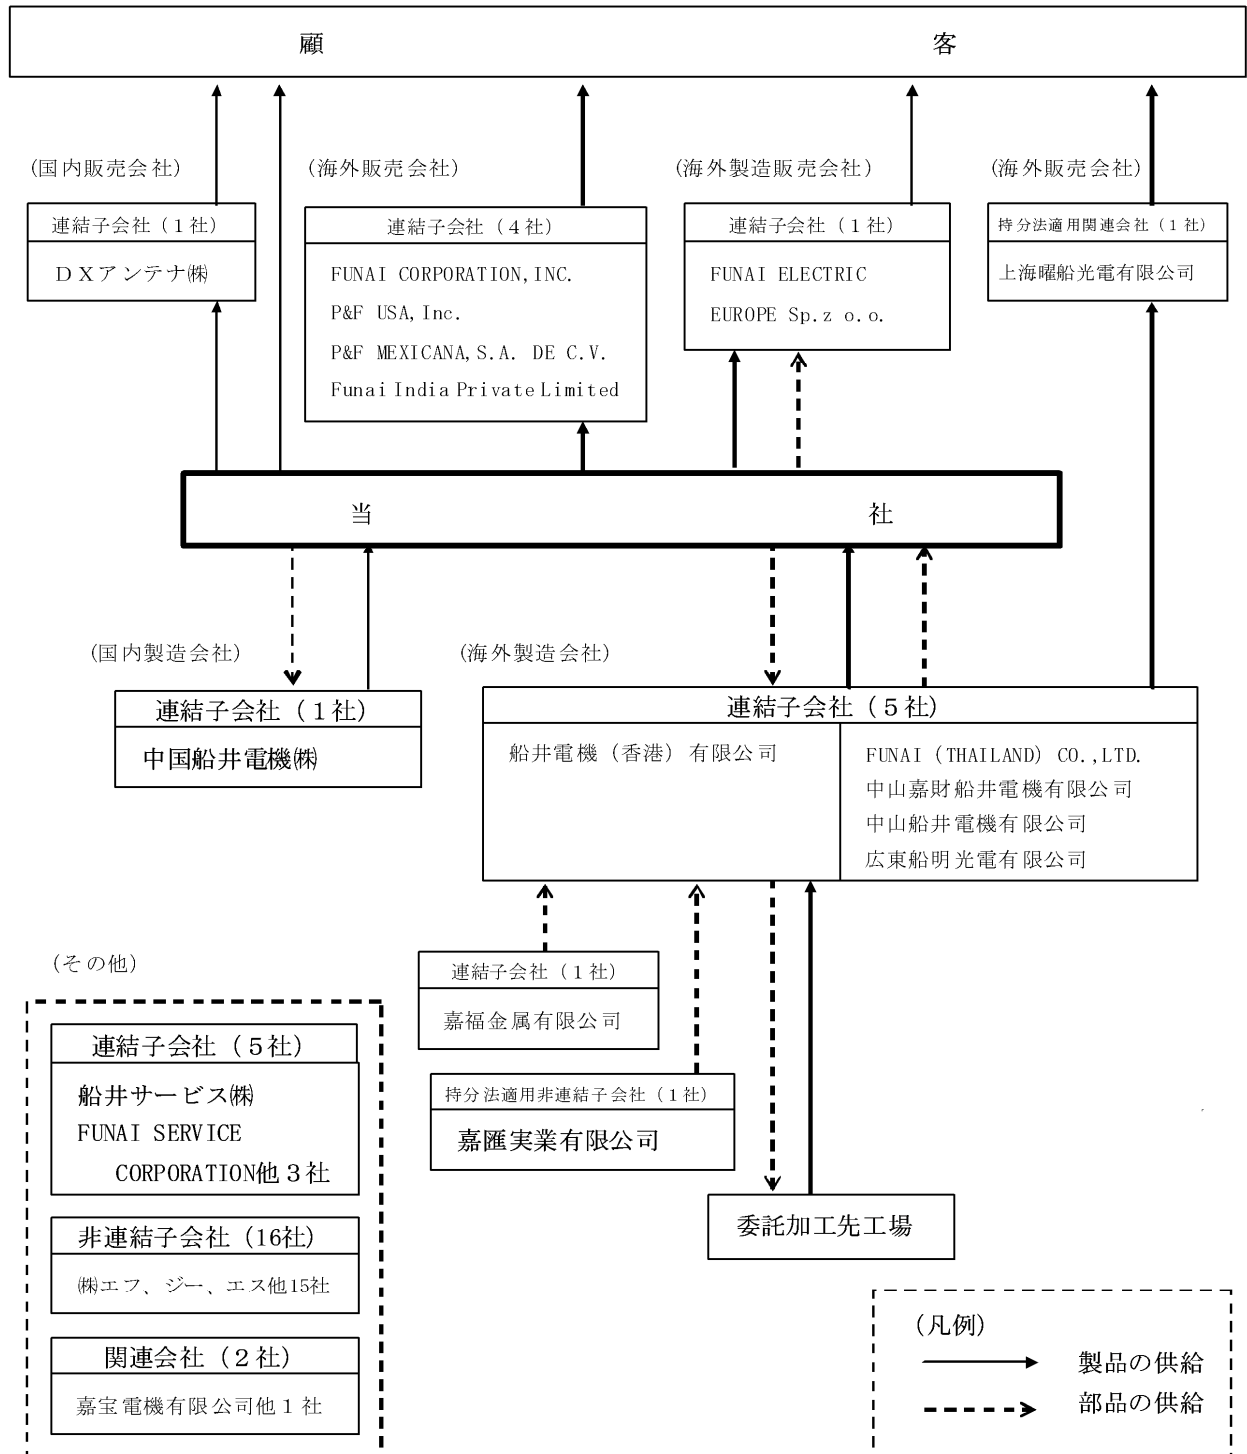 顧客
(国内販売会社)
(海外販売会社)
(海外製造販売会社)
(海外販売会社)
連結子会社（１社）
ＤＸアンテナ㈱
連結子会社（４社）
FUNAI CORPORATION,INC.
P&F USA,Inc.
P&F MEXICANA,S.A. DE C.V.
Funai India Private Limited
連結子会社（１社）
FUNAI ELECTRIC
EUROPE Sp.z o.o.
持分法適用関連会社（１社）
上海曜船光電有限公司
当社
(国内製造会社)
連結子会社（１社）
中国船井電機㈱
(海外製造会社)
連結子会社（５社）
船井電機（香港）有限公司
FUNAI (THAILAND) CO.,LTD.
中山嘉財船井電機有限公司
中山船井電機有限公司
広東船明光電有限公司
連結子会社（１社）
嘉福金属有限公司
持分法適用非連結子会社（１社）
嘉匯実業有限公司
委託加工先工場
(その他)
連結子会社（５社）
船井サービス㈱
FUNAI SERVICE
CORPORATION他３社
非連結子会社（16社）
㈱エフ、ジー、エス他15社
関連会社（２社）
嘉宝電機有限公司他１社
(凡例)
製品の供給
部品の供給